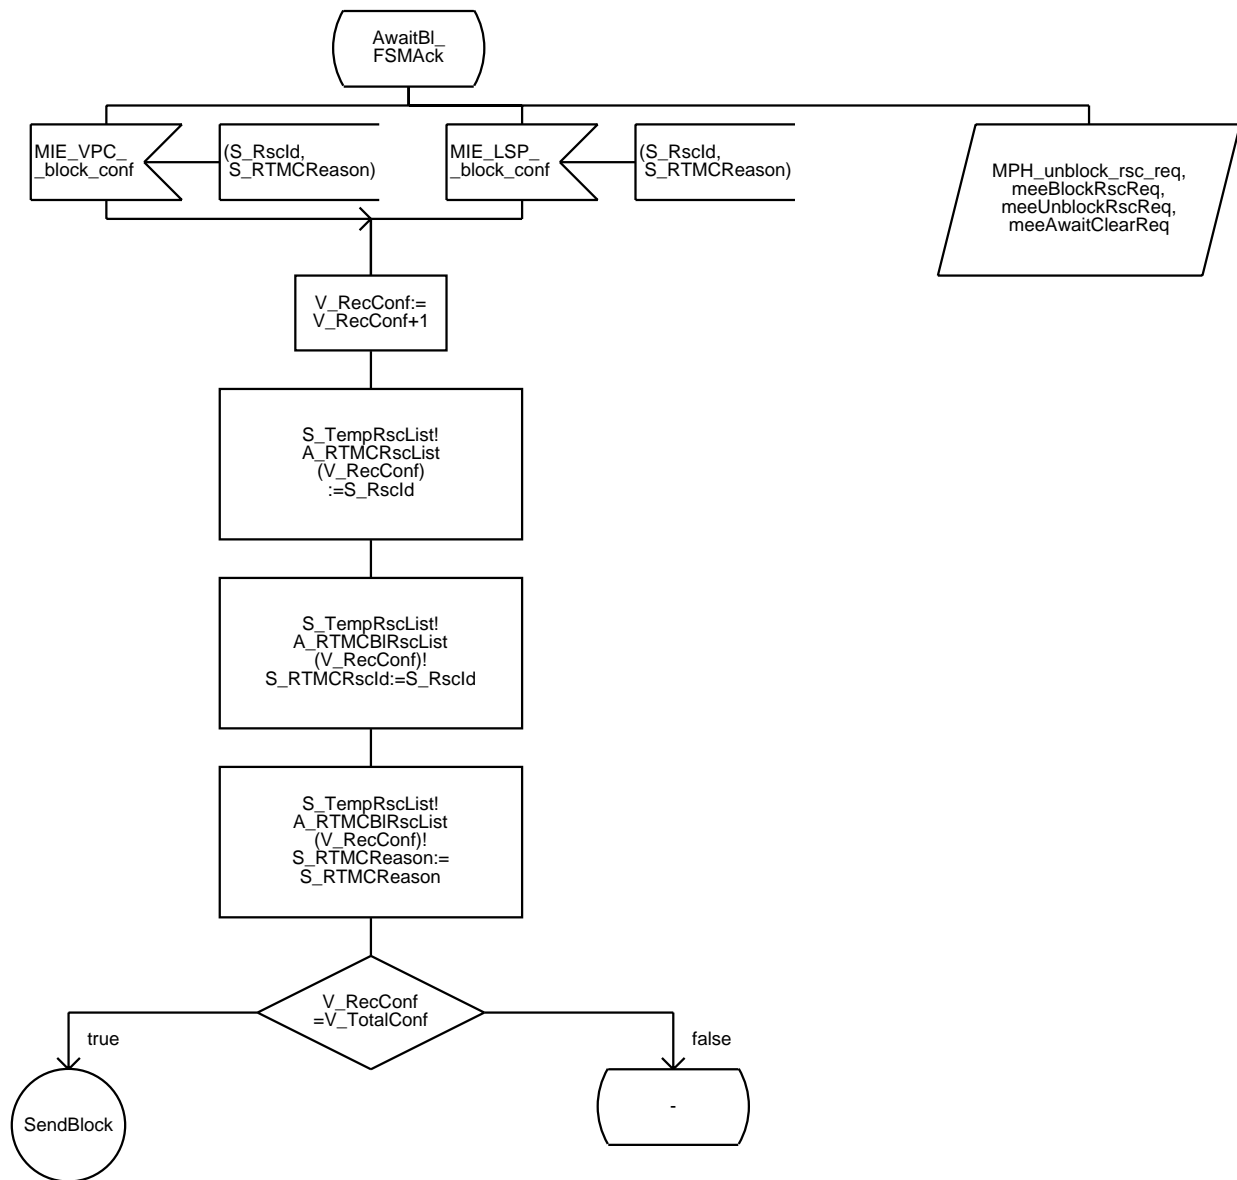 AwaitBl_
FSMAck
MIE_VPC_
_block_conf
(S_RscId,
S_RTMCReason)
MIE_LSP_
_block_conf
(S_RscId,
S_RTMCReason)
MPH_unblock_rsc_req,
meeBlockRscReq,
meeUnblockRscReq,
meeAwaitClearReq
V_RecConf:=
V_RecConf+1
S_TempRscList!
A_RTMCRscList
(V_RecConf)
:=S_RscId
S_TempRscList!
A_RTMCBlRscList
(V_RecConf)!
S_RTMCRscId:=S_RscId
S_TempRscList!
A_RTMCBlRscList
(V_RecConf)!
S_RTMCReason:=
S_RTMCReason
V_RecConf
=V_TotalConf
true
false
SendBlock
-